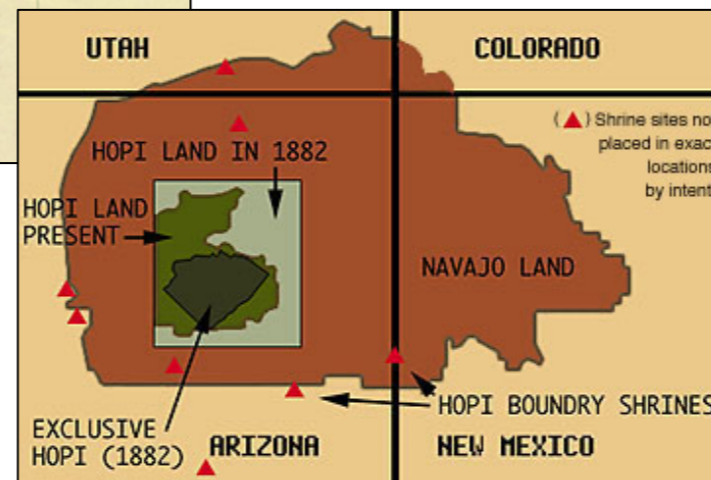 UTAH
COLORADO
(▲) Shrine sites no
placed in exac
locations
by intent
HOPI LAND IN 1882
HOPI LAND
PRESENT
NAVAJO LAND
HOPI BOUNDRY SHRINES
EXCLUSIVE
HOPI (1882)
ARIZONA
NEW MEXICO